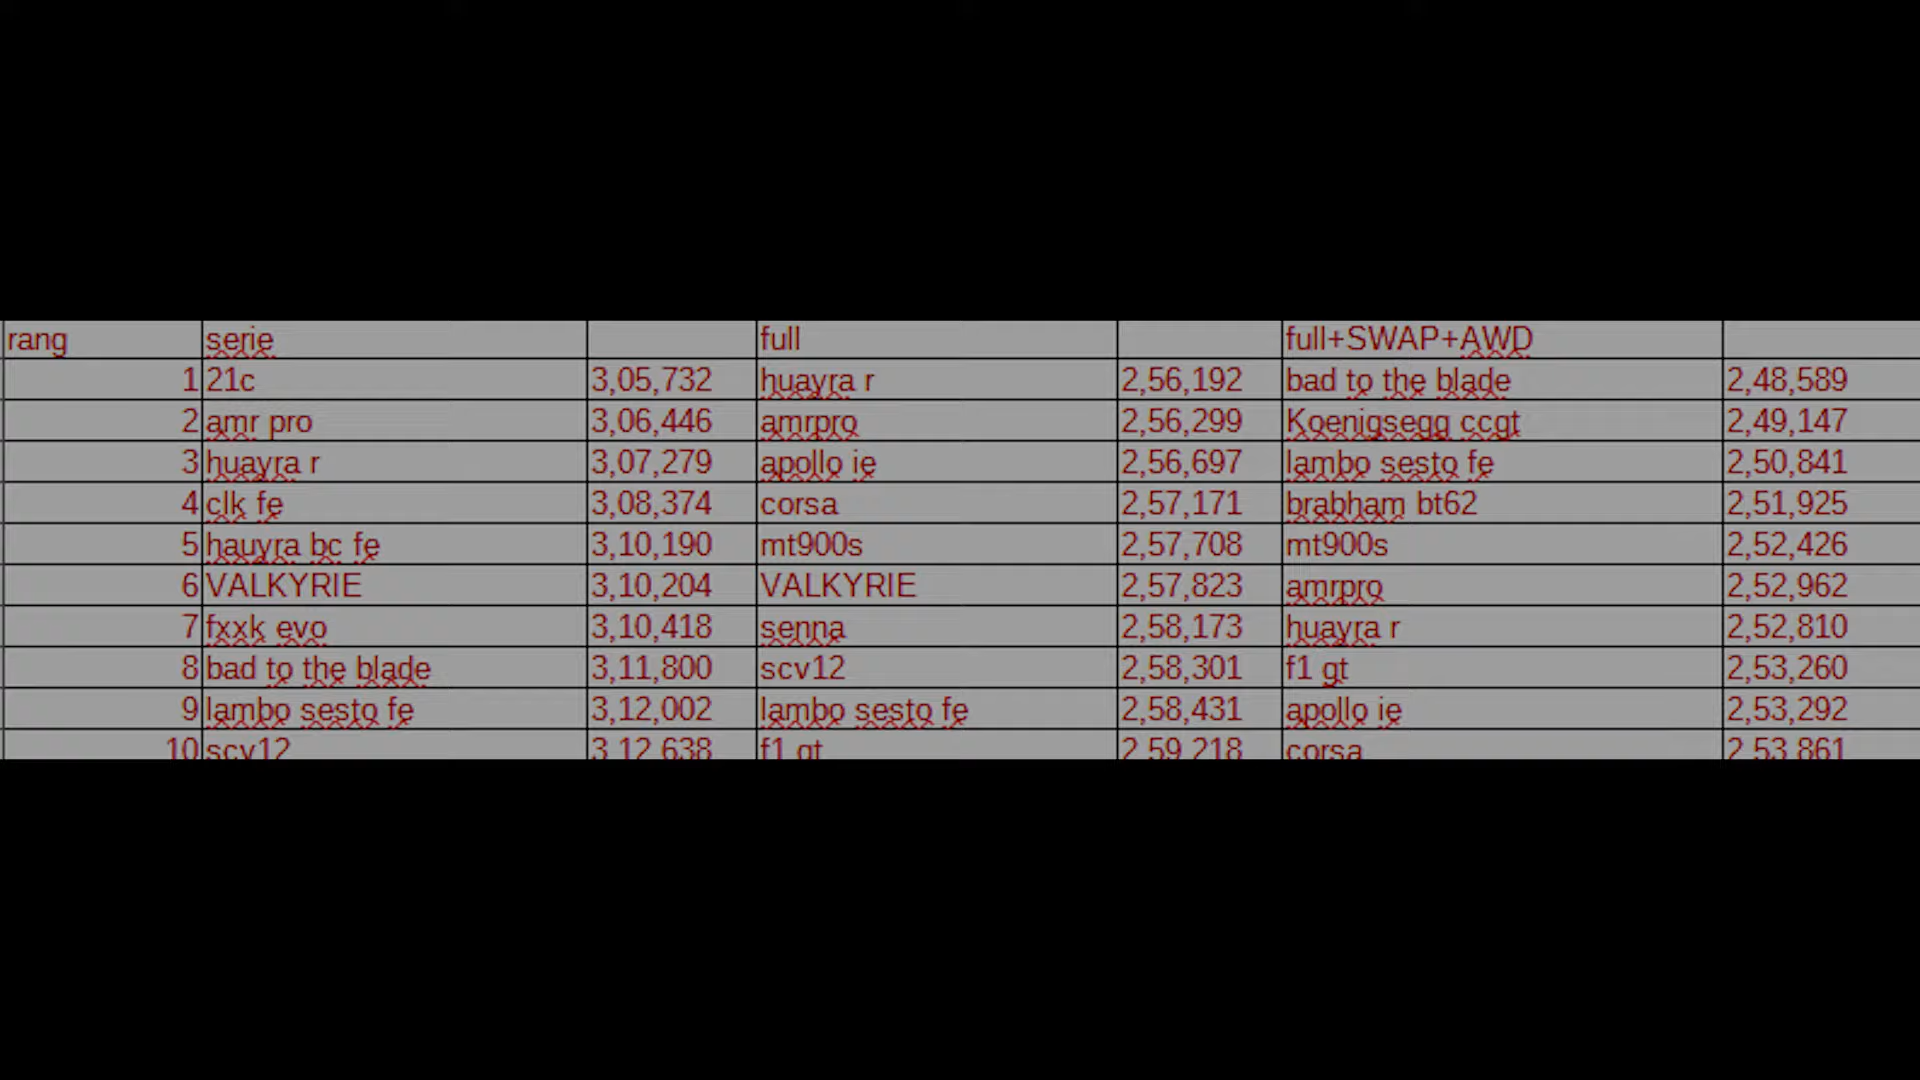 rang serie full full+SWAP+AWD
1 21c 3,05,732 huayra r 2,56,192 bad to the blade 2,48,589
2 amr pro 3,06,446 amrpro 2,56,299 Koenigsegg ccgt 2,49,147
3 huayra r 3,07,279 apollo ie 2,56,697 lambo sesto fe 2,50,841
4 clk fe 3,08,374 corsa 2,57,171 brabham bt62 2,51,925
5 hauyra bc fe 3,10,190 mt900s 2,57,708 mt900s 2,52,426
6 VALKYRIE 3,10,204 VALKYRIE 2,57,823 amrpro 2,52,962
7 fxxk evo 3,10,418 senna 2,58,173 huayra r 2,52,810
8 bad to the blade 3,11,800 scv12 2,58,301 f1 gt 2,53,260
9 lambo sesto fe 3,12,002 lambo sesto fe 2,58,431 apollo ie 2,53,292
10 scv12 3,12,638 f1 gt 2,59,218 corsa 2,53,861